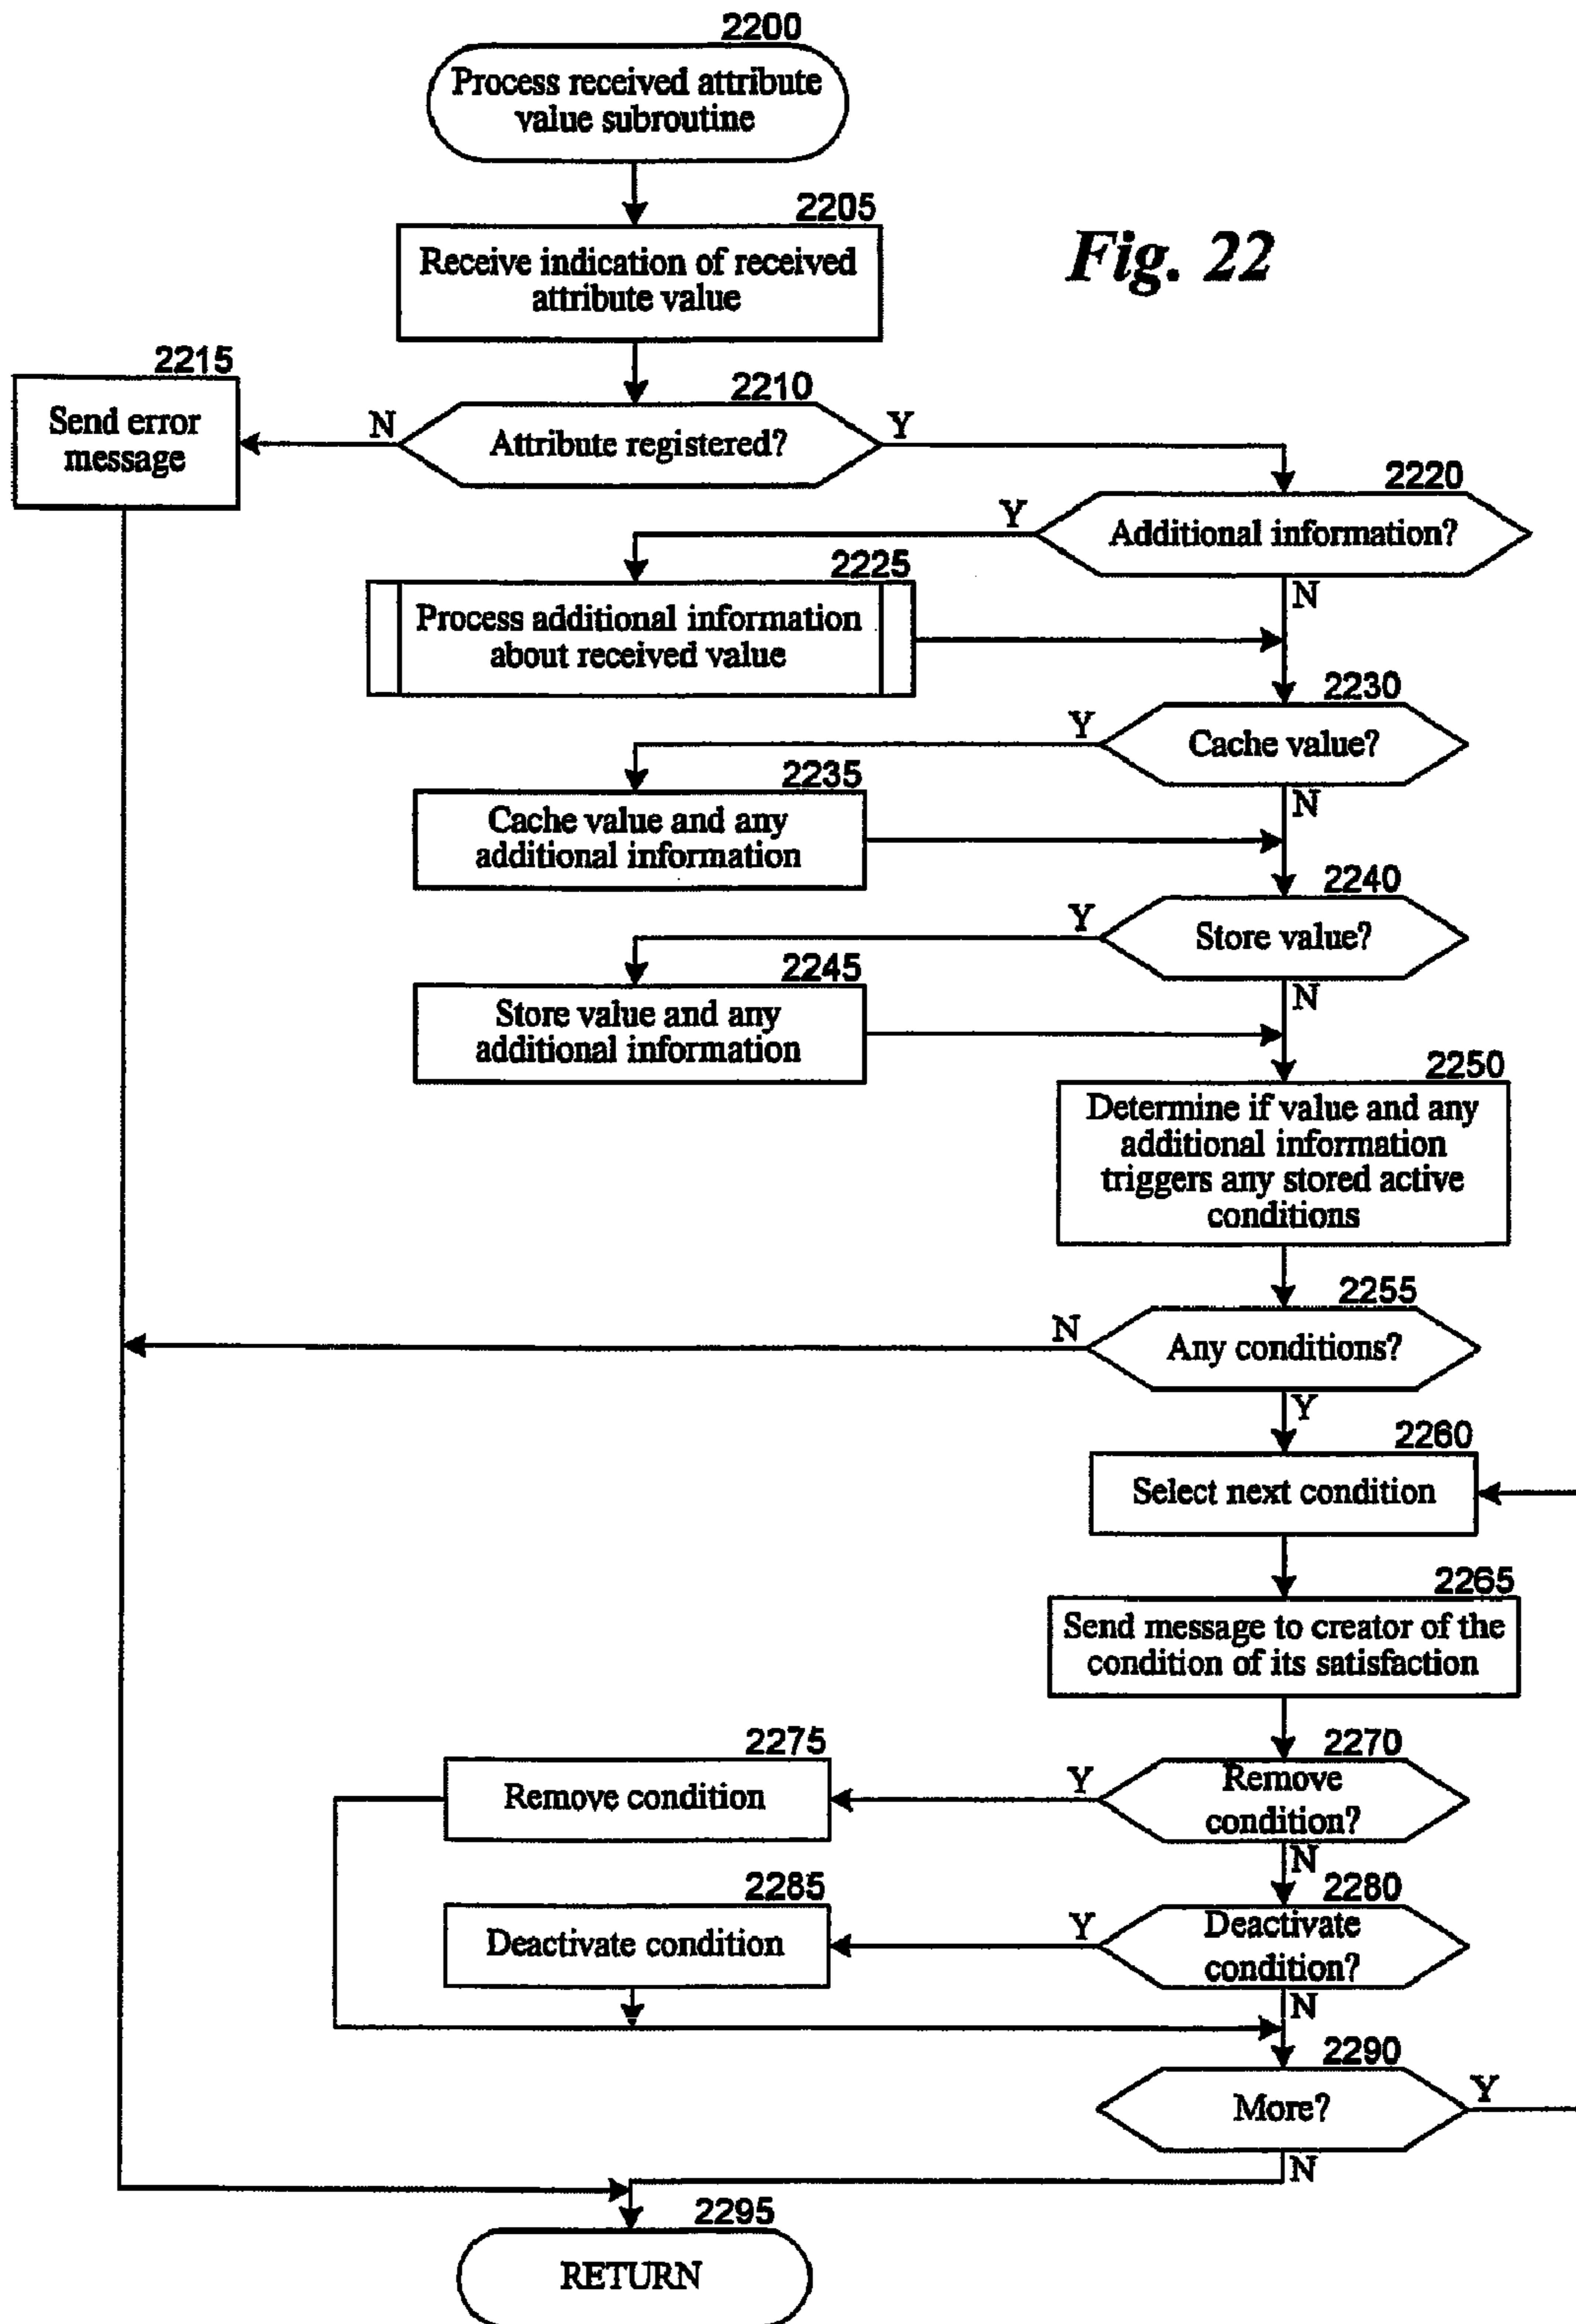 2200
Process received attribute
value subroutine
2205
Receive indication of received
attribute value
Fig. 22
2215
Send error
message
N
2210
Attribute registered?
Y
2220
Additional information?
Y
N
2225
Process additional information
about received value
2230
Cache value?
Y
N
2235
Cache value and any
additional information
2240
Store value?
Y
N
2245
Store value and any
additional information
2250
Determine if value and any
additional information
triggers any stored active
conditions
2255
Any conditions?
N
Y
2260
Select next condition
2265
Send message to creator of the
condition of its satisfaction
2270
Remove
condition?
Y
N
2275
Remove condition
2280
Deactivate
condition?
Y
N
2285
Deactivate condition
2290
More?
Y
N
2295
RETURN